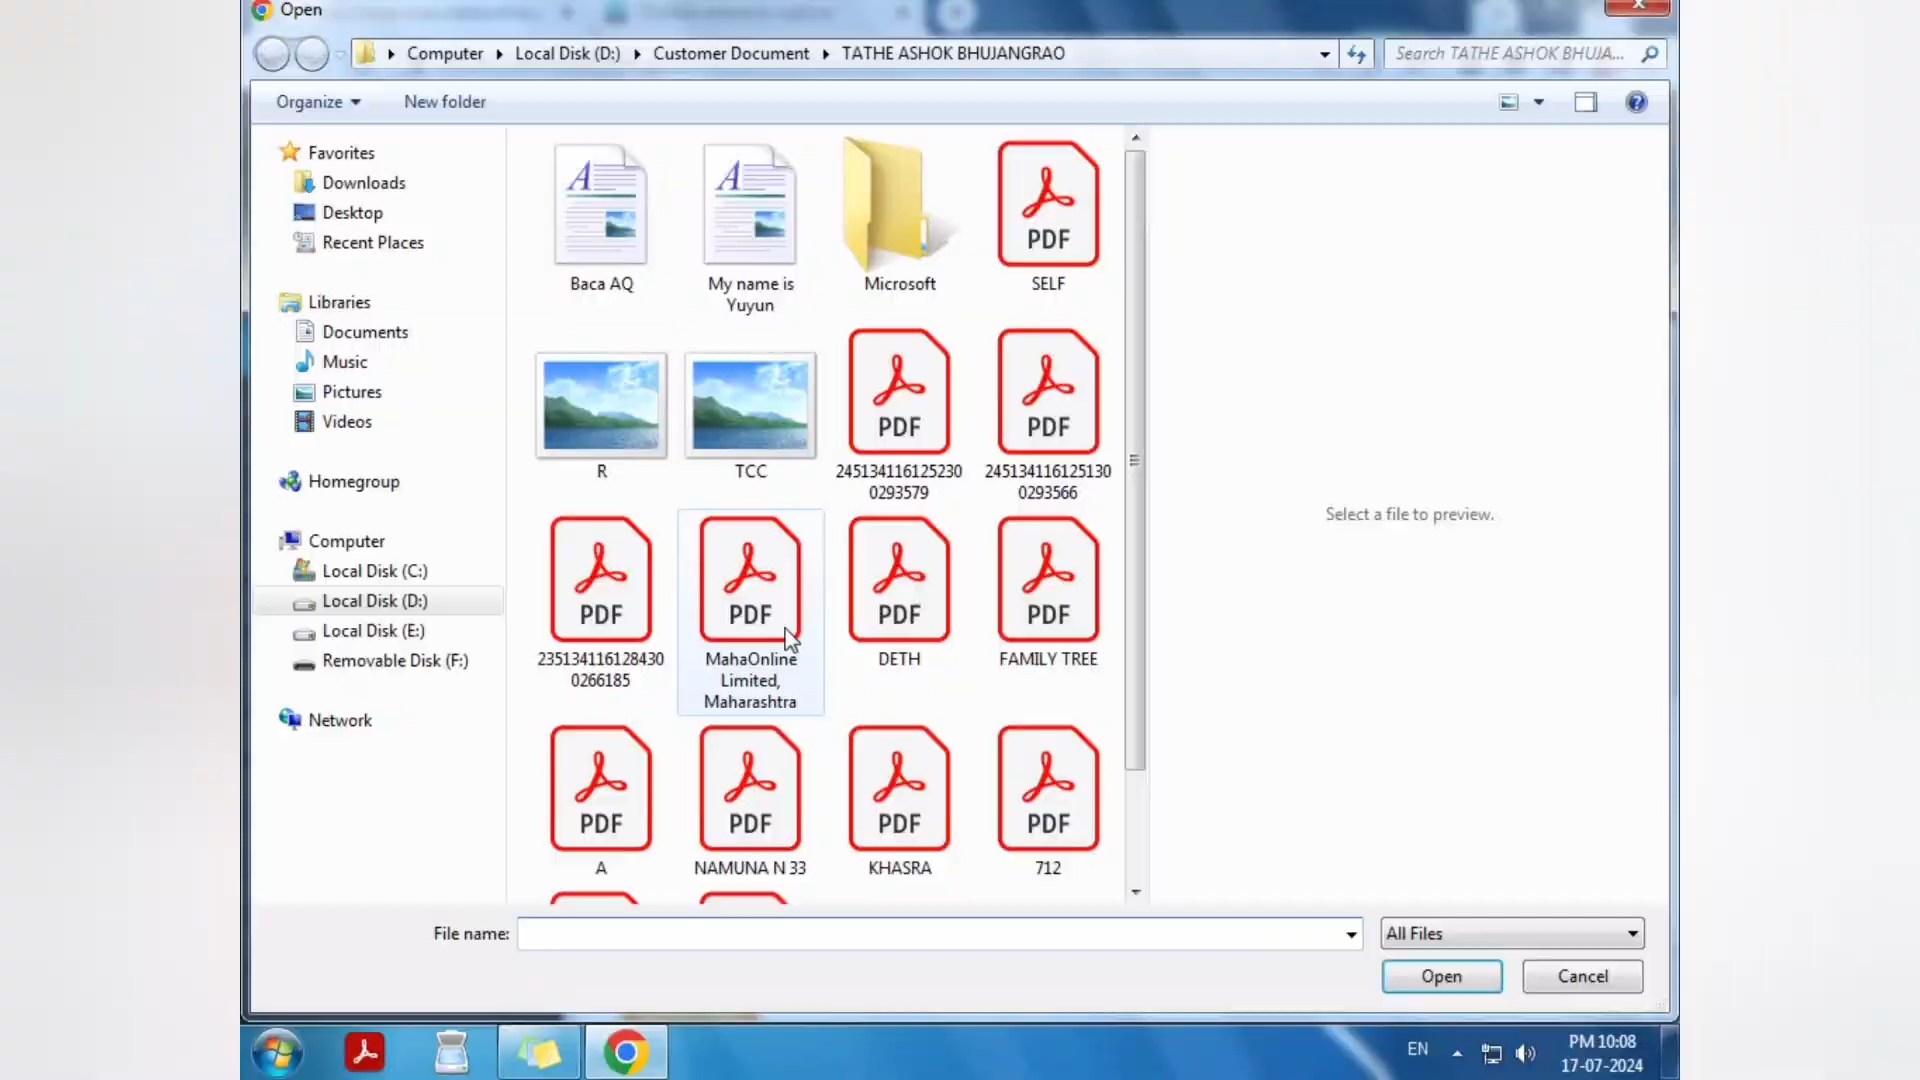 Open
Computer
Local Disk (D:)
Customer Document
TATHE ASHOK BHUJANGRAO
Search TATHE ASHOK BHUJA...
Organize
New folder
Favorites
Downloads
Desktop
Recent Places
Libraries
Documents
Music
Pictures
Videos
Homegroup
Computer
Local Disk (C:)
Local Disk (D:)
Local Disk (E:)
Removable Disk (F:)
Network
Baca AQ
My name is
Yuyun
Microsoft
PDF
SELF
R
TCC
PDF
245134116125230
0293579
PDF
245134116125130
0293566
PDF
235134116128430
0266185
PDF
MahaOnline
Limited,
Maharashtra
PDF
DETH
PDF
FAMILY TREE
PDF
A
PDF
NAMUNA N 33
PDF
KHASRA
PDF
712
Select a file to preview.
File name:
All Files
Open
Cancel
EN
PM 10:08
17-07-2024